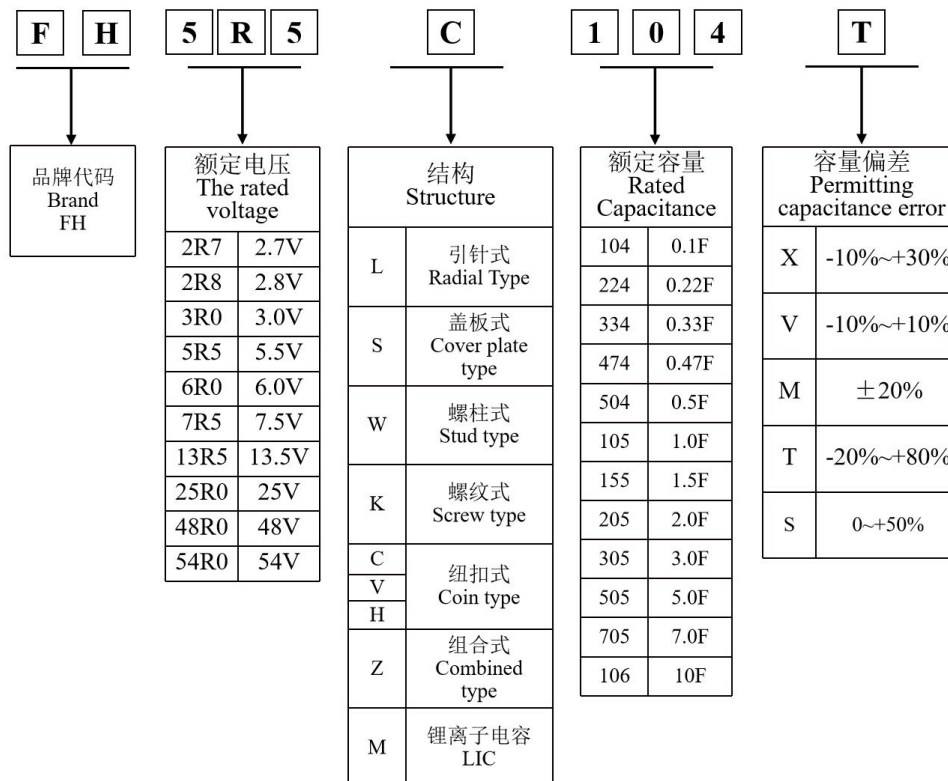 F H 5 R 5 C 1 0 4 T
品牌代码
Brand
FH
额定电压
The rated
voltage
2R7 2.7V
2R8 2.8V
3R0 3.0V
5R5 5.5V
6R0 6.0V
7R5 7.5V
13R5 13.5V
25R0 25V
48R0 48V
54R0 54V
结构
Structure
L 引针式
Radial Type
S 盖板式
Cover plate
type
W 螺柱式
Stud type
K 螺纹式
Screw type
C
V 纽扣式
Coin type
H
Z 组合式
Combined
type
M 锂离子电容
LIC
额定容量
Rated
Capacitance
104 0.1F
224 0.22F
334 0.33F
474 0.47F
504 0.5F
105 1.0F
155 1.5F
205 2.0F
305 3.0F
505 5.0F
705 7.0F
106 10F
容量偏差
Permitting
capacitance error
X -10%~+30%
V -10%~+10%
M ±20%
T -20%~+80%
S 0~+50%